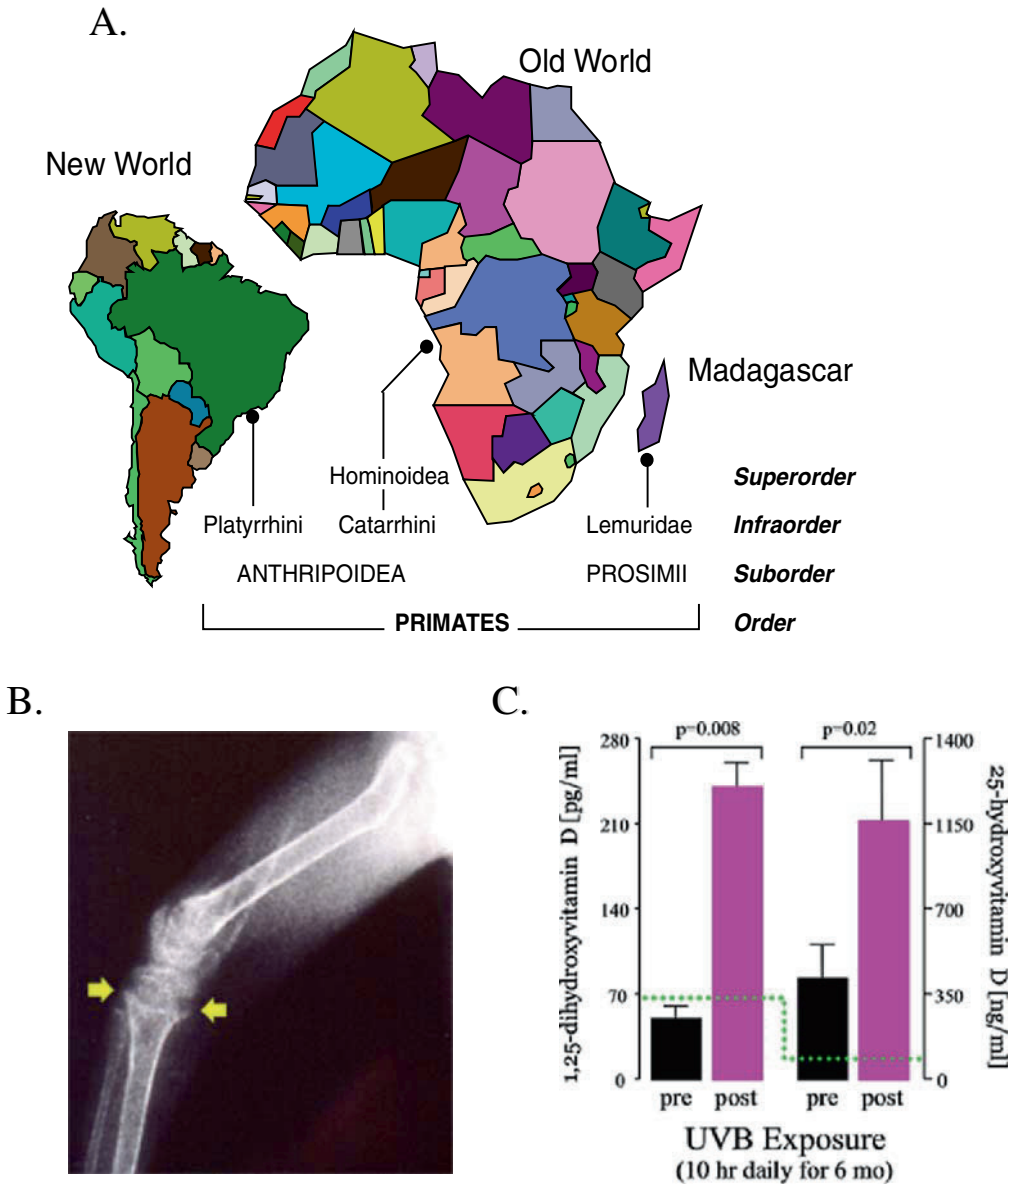 A.
Old World
New World
Madagascar
Hominoidea
Superorder
Platyrrhini
Catarrhini
Lemuridae
Infraorder
ANTHRIPOIDEA
PROSIMII
Suborder
PRIMATES
Order
B.
C.
p=0.008
p=0.02
280
1400
210
1150
140
700
70
350
0
0
1,25-dihydroxyvitamin D [pg/ml]
25-hydroxyvitamin D [ng/ml]
pre
post
pre
post
UVB Exposure
(10 hr daily for 6 mo)